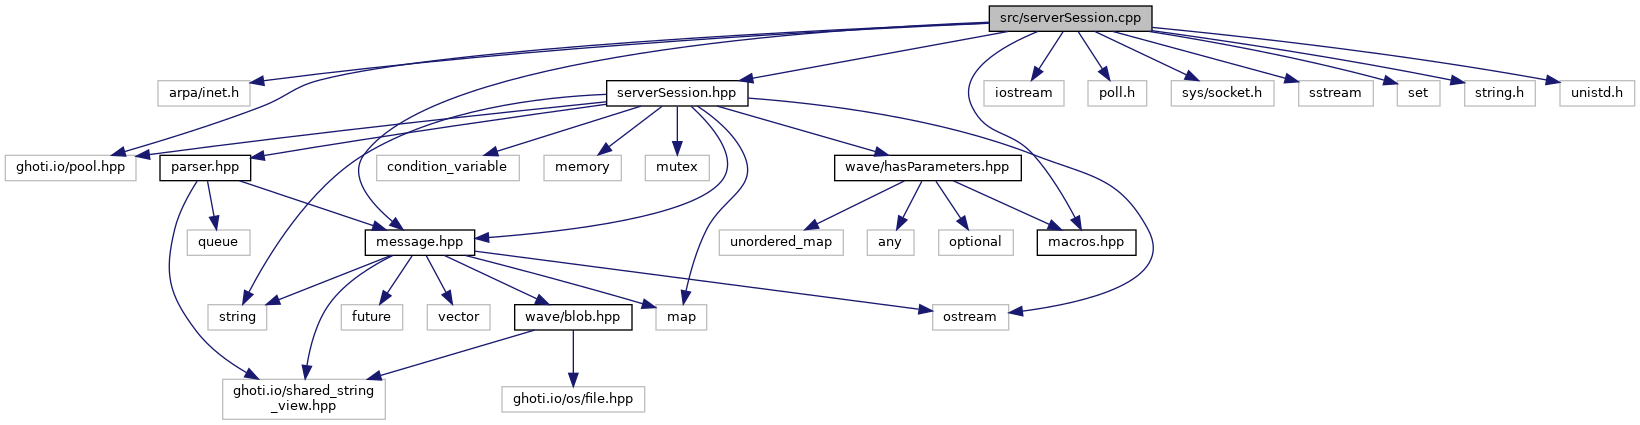 src/serverSession.cpp
arpa/inet.h
serverSession.hpp
iostream
poll.h
sys/socket.h
sstream
set
string.h
unistd.h
ghoti.io/pool.hpp
parser.hpp
condition_variable
memory
mutex
wave/hasParameters.hpp
queue
message.hpp
unordered_map
any
optional
macros.hpp
string
future
vector
wave/blob.hpp
map
ostream
ghoti.io/shared_string
_view.hpp
ghoti.io/os/file.hpp